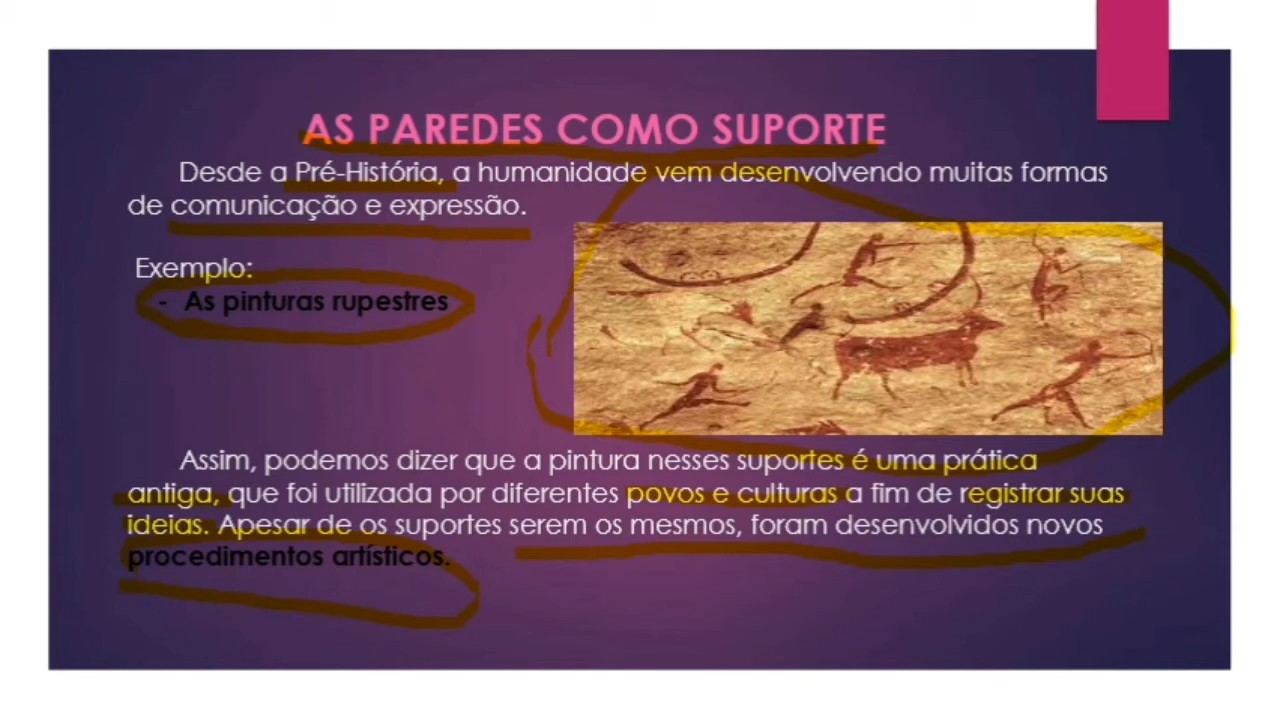 AS PAREDES COMO SUPORTE
Desde a Pré-História, a humanidade vem desenvolvendo muitas formas
de comunicação e expressão.
Exemplo:
- As pinturas rupestres
Assim, podemos dizer que a pintura nesses suportes é uma prática
antiga, que foi utilizada por diferentes povos e culturas a fim de registrar suas
ideias. Apesar de os suportes serem os mesmos, foram desenvolvidos novos
procedimentos artísticos.